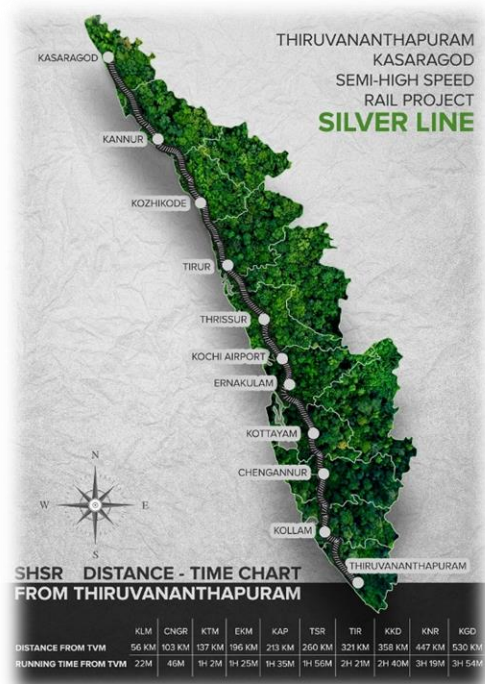 THIRUVANANTHAPURAM
KASARAGOD
SEMI-HIGH SPEED
RAIL PROJECT
SILVER LINE
KASARAGOD
KANNUR
KOZHIKODE
TIRUR
THRISSUR
KOCHI AIRPORT
ERNAKULAM
KOTTAYAM
CHENGANNUR
KOLLAM
THIRUVANANTHAPURAM
N
W E
S
SHSR DISTANCE - TIME CHART
FROM THIRUVANANTHAPURAM
KLM CNGR KTM EKM KAP TSR TIR KKD KNR KGD
DISTANCE FROM TVM 56 KM 103 KM 137 KM 196 KM 213 KM 260 KM 321 KM 358 KM 447 KM 530 KM
RUNNING TIME FROM TVM 22M 46M 1H 2M 1H 25M 1H 35M 1H 56M 2H 21M 2H 40M 3H 19M 3H 54M